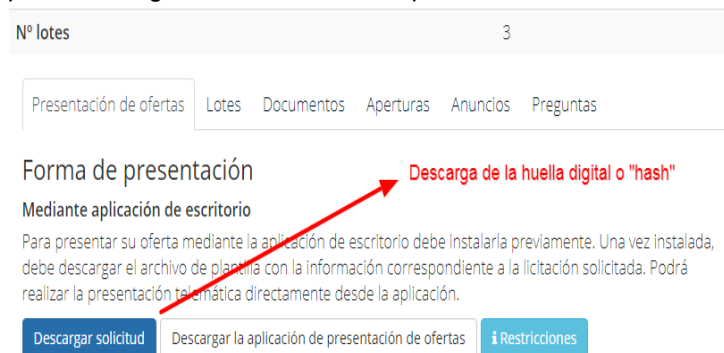 Nº lotes 3
Presentación de ofertas Lotes Documentos Aperturas Anuncios Preguntas
Forma de presentación
Descarga de la huella digital o "hash"
Mediante aplicación de escritorio
Para presentar su oferta mediante la aplicación de escritorio debe instalarla previamente. Una vez instalada,
debe descargar el archivo de plantilla con la información correspondiente a la licitación solicitada. Podrá
realizar la presentación telemática directamente desde la aplicación.
Descargar solicitud Descargar la aplicación de presentación de ofertas i Restricciones